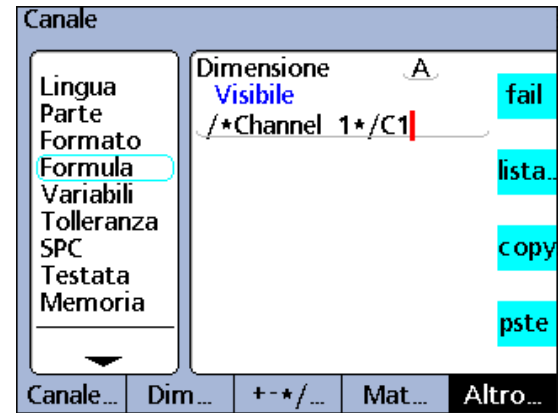 Canale
Lingua
Parte
Formato
Formula
Variabili
Tolleranza
SPC
Testata
Memoria
Dimensione A
Visibile
/*Channel 1*/C1
fail
lista..
copy
pste
Canale... Dim... +-*/... Mat... Altro...